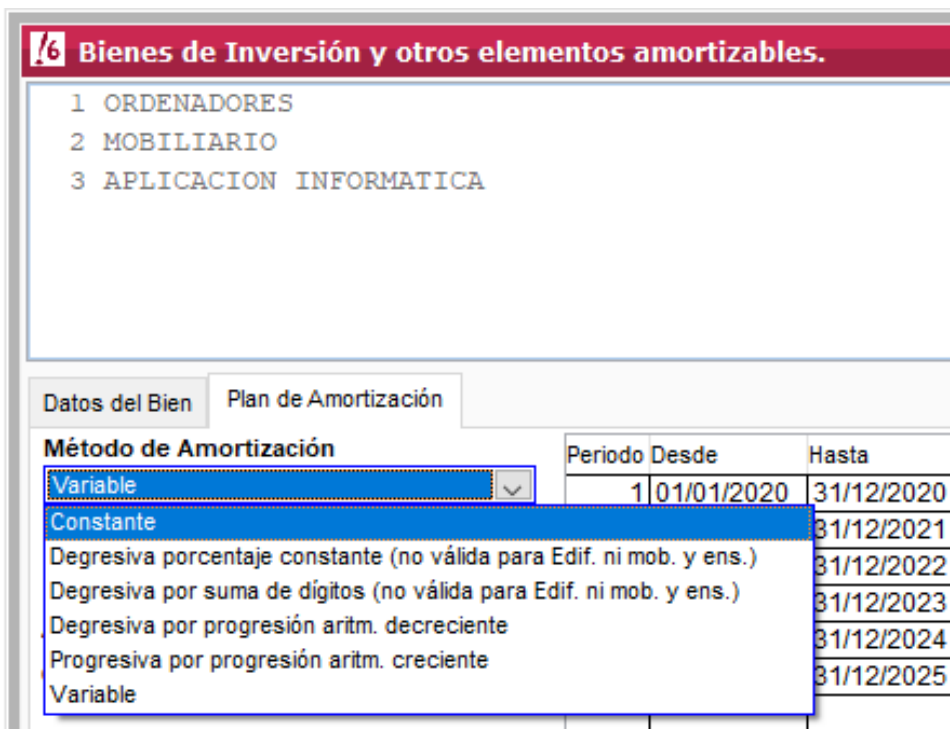 /6 Bienes de Inversión y otros elementos amortizables.
1 ORDENADORES
2 MOBILIARIO
3 APLICACION INFORMATICA
Datos del Bien Plan de Amortización
Método de Amortización
Variable
Constante
Degresiva porcentaje constante (no válida para Edif. ni mob. y ens.)
Degresiva por suma de dígitos (no válida para Edif. ni mob. y ens.)
Degresiva por progresión aritm. decreciente
Progresiva por progresión aritm. creciente
Variable
Periodo Desde Hasta
1 01/01/2020 31/12/2020
31/12/2021
31/12/2022
31/12/2023
31/12/2024
31/12/2025